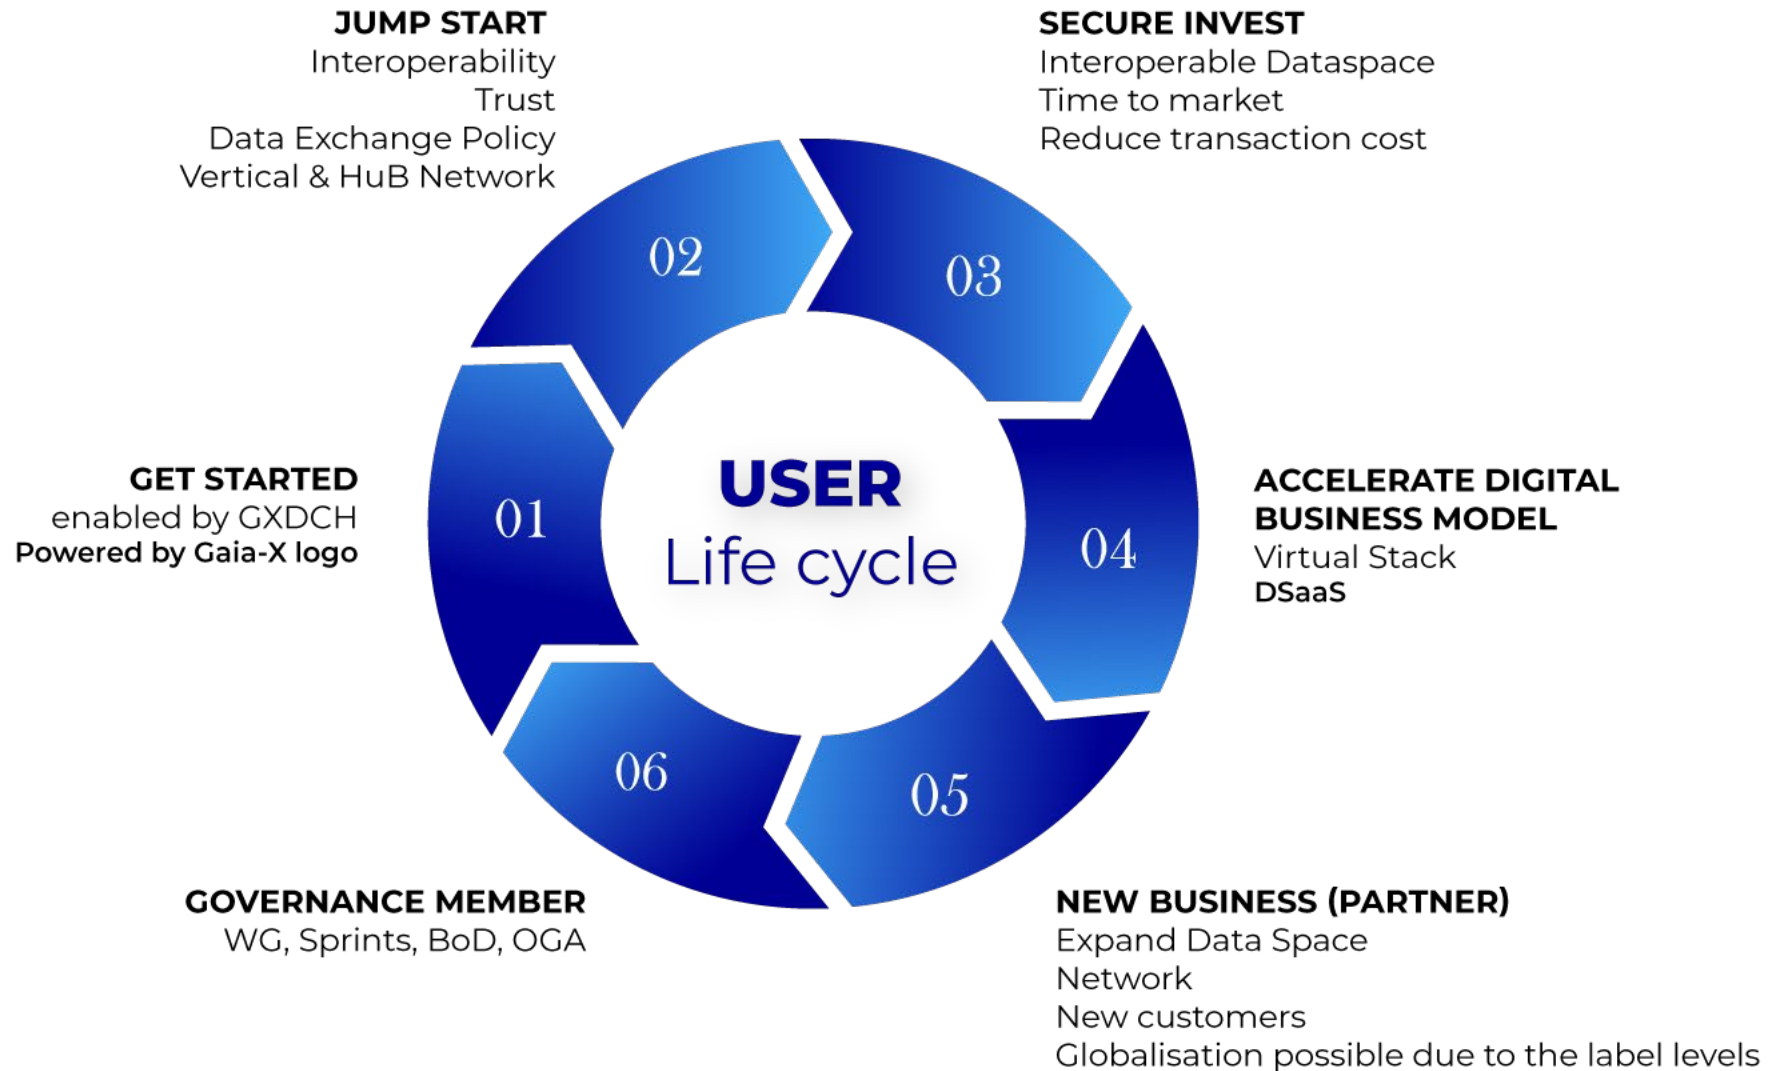 JUMP START
Interoperability
Trust
Data Exchange Policy
Vertical & HuB Network
SECURE INVEST
Interoperable Dataspace
Time to market
Reduce transaction cost
02
03
GET STARTED
enabled by GXDCH
Powered by Gaia-X logo
01
USER
Life cycle
04
ACCELERATE DIGITAL
BUSINESS MODEL
Virtual Stack
DSaaS
06
05
GOVERNANCE MEMBER
WG, Sprints, BoD, OGA
NEW BUSINESS (PARTNER)
Expand Data Space
Network
New customers
Globalisation possible due to the label levels